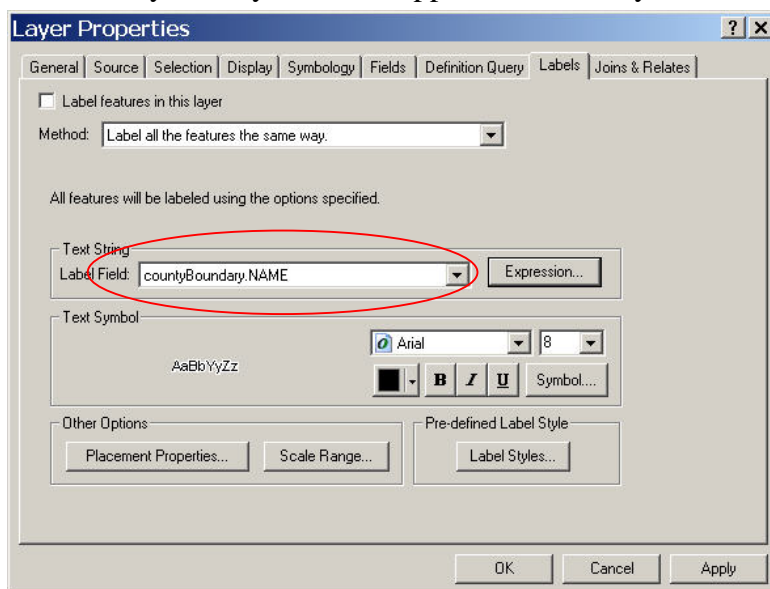 Layer Properties
? X
General Source Selection Display Symbology Fields Definition Query Labels Joins & Relates
Label features in this layer
Method: Label all the features the same way.
All features will be labeled using the options specified.
Text String
Label Field: countyBoundary.NAME Expression...
Text Symbol
AaBbYyZz
Arial 8
B I U Symbol....
Other Options Pre-defined Label Style
Placement Properties... Scale Range... Label Styles...
OK Cancel Apply